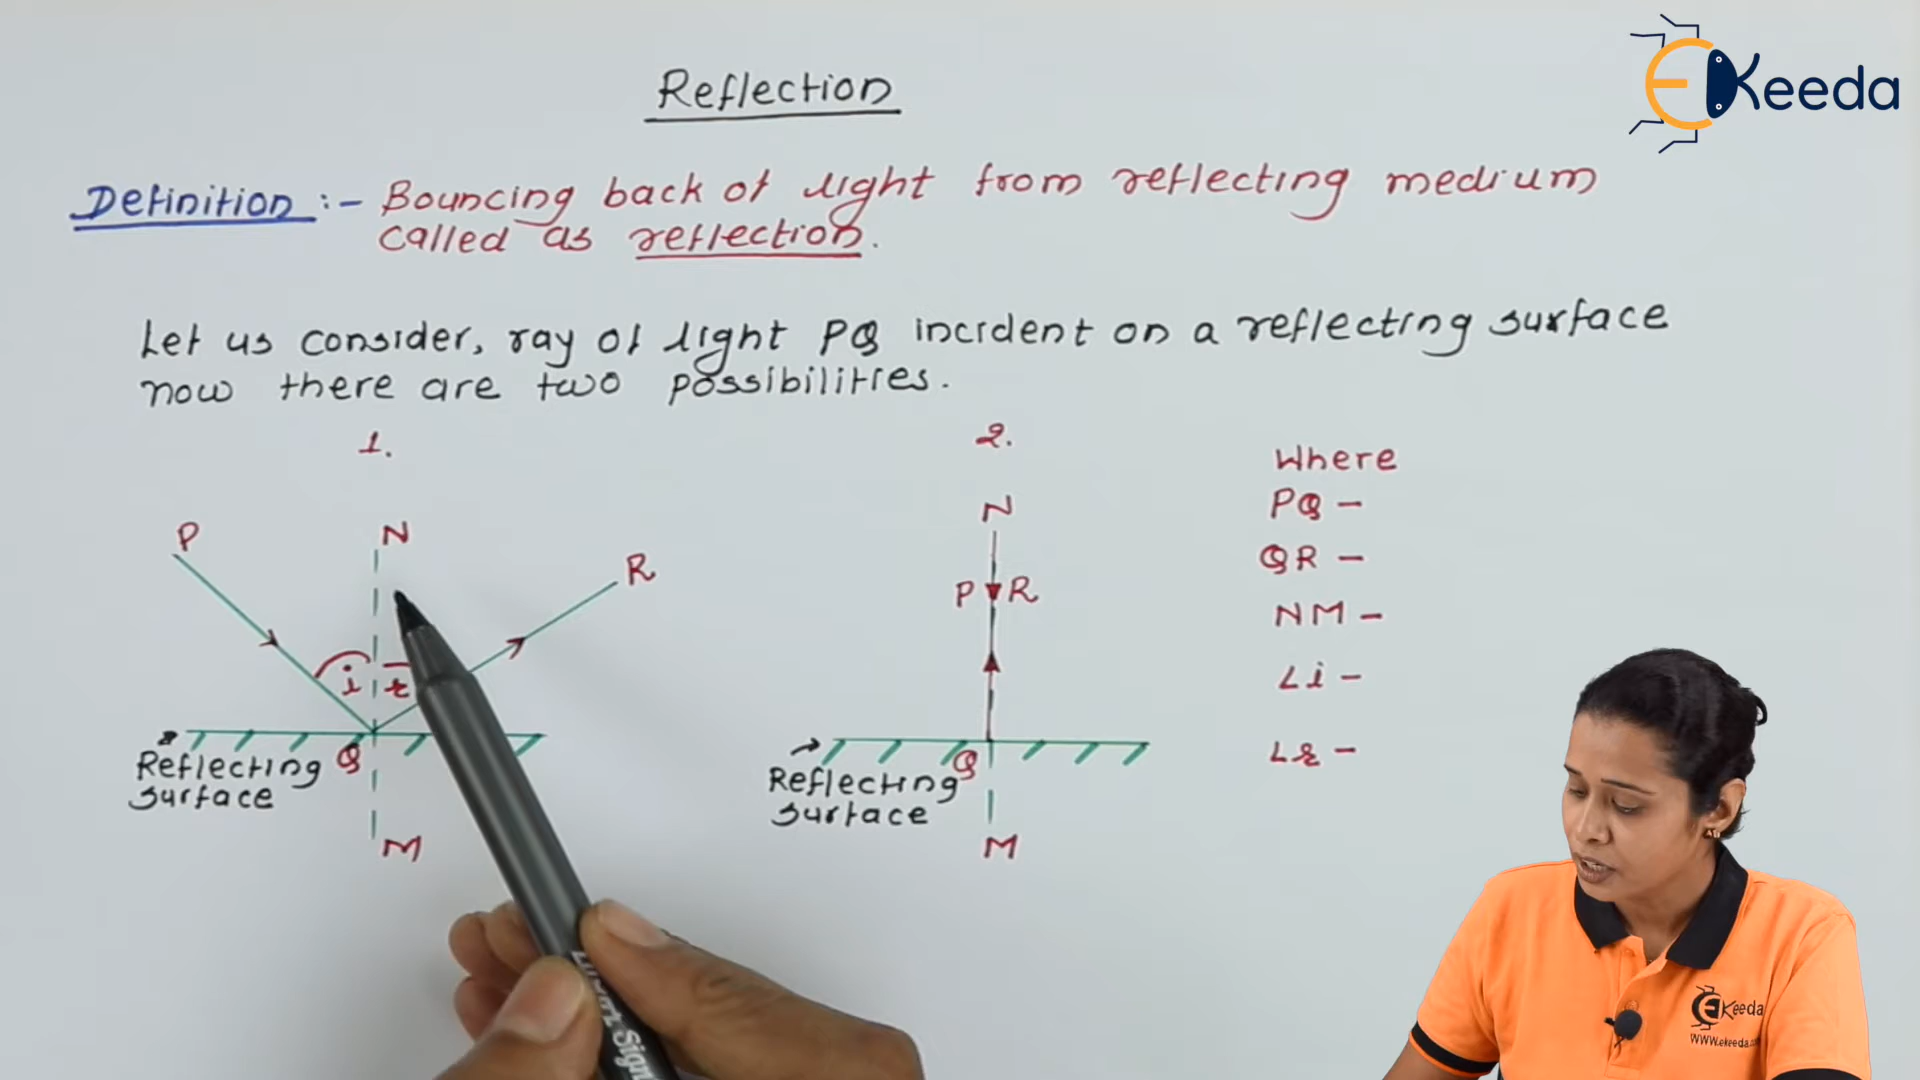 Reflection
EKeeda
Definition :- Bouncing back of light from reflecting medium
called as reflection.
Let us consider, ray of light PQ incident on a reflecting surface
now there are two possibilities.
1.
2.
P
N
R
i
r
Q
Reflecting
surface
M
N
P R
Q
Reflecting
surface
M
Where
PQ -
QR -
NM -
∠i -
∠r -
EKeeda